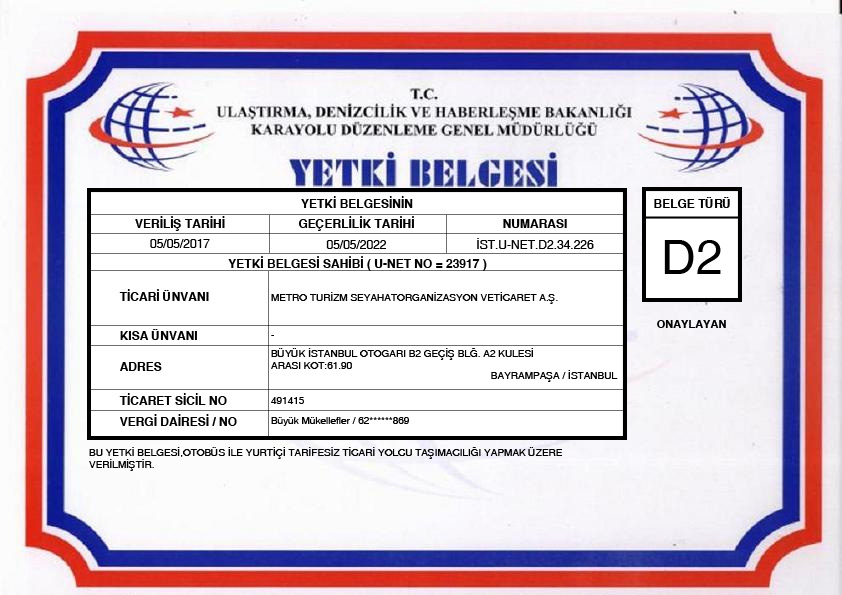 T.C.
ULAŞTIRMA, DENİZCİLİK VE HABERLEŞME BAKANLIĞI
KARAYOLU DÜZENLEME GENEL MÜDÜRLÜĞÜ
YETKİ BELGESİ
YETKİ BELGESİNİN
VERİLİŞ TARİHİ GEÇERLİLİK TARİHİ NUMARASI
05/05/2017 05/05/2022 İST.U-NET.D2.34.226
YETKİ BELGESİ SAHİBİ ( U-NET NO = 23917 )
TİCARİ ÜNVANI METRO TURİZM SEYAHATORGANİZASYON VETİCARET A.Ş.
KISA ÜNVANI -
ADRES BÜYÜK İSTANBUL OTOGARI B2 GEÇİŞ BLĞ. A2 KULESİ
ARASI KOT:61.90
BAYRAMPAŞA / İSTANBUL
TİCARET SİCİL NO 491415
VERGİ DAİRESİ / NO Büyük Mükellefler / 62******869
BELGE TÜRÜ
D2
ONAYLAYAN
BU YETKİ BELGESİ,OTOBÜS İLE YURTİÇİ TARİFESİZ TİCARİ YOLCU TAŞIMACILIĞI YAPMAK ÜZERE
VERİLMİŞTİR.